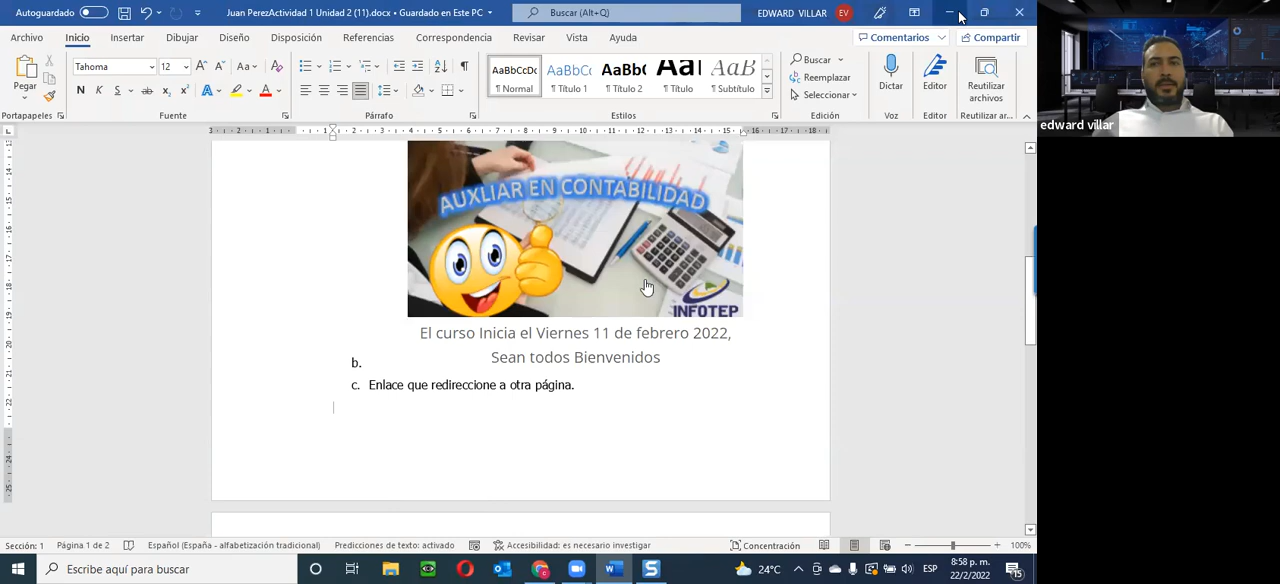 Autoguardado
Juan PerezActividad 1 Unidad 2 (11).docx • Guardado en Este PC
Buscar (Alt+Q)
EDWARD VILLAR
EV
Archivo
Inicio
Insertar
Dibujar
Diseño
Disposición
Referencias
Correspondencia
Revisar
Vista
Ayuda
Comentarios
Compartir
Pegar
Tahoma
12
Aa
N K S ab x₂ x²
AaBbCcDc
AaBbCc
AaBbC
AaB
¶ Normal
¶ Título 1
¶ Título 2
¶ Título
¶ Subtítulo
Buscar
Reemplazar
Seleccionar
Dictar
Editor
Reutilizar
archivos
Portapapeles
Fuente
Párrafo
Estilos
Edición
Voz
Editor
Reutilizar ar...
edward villar
AUXLIAR EN CONTABILIDAD
INFOTEP
El curso Inicia el Viernes 11 de febrero 2022,
Sean todos Bienvenidos
b.
c. Enlace que redireccione a otra página.
Sección: 1
Página 1 de 2
Español (España - alfabetización tradicional)
Predicciones de texto: activado
Accesibilidad: es necesario investigar
Concentración
100%
Escribe aquí para buscar
24°C
ESP
8:58 p. m.
22/2/2022
15